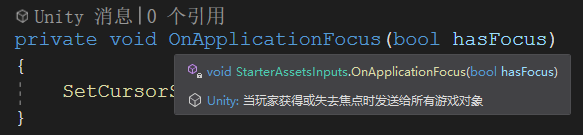 Unity 消息|0 个引用
private void OnApplicationFocus(bool hasFocus)
{
void StarterAssetsInputs.OnApplicationFocus(bool hasFocus)
Unity: 当玩家获得或失去焦点时发送给所有游戏对象
}